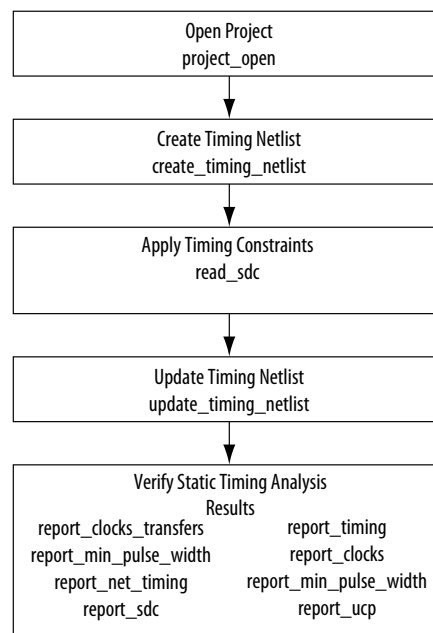 Open Project
project_open
Create Timing Netlist
create_timing_netlist
Apply Timing Constraints
read_sdc
Update Timing Netlist
update_timing_netlist
Verify Static Timing Analysis
Results
report_clocks_transfers report_timing
report_min_pulse_width report_clocks
report_net_timing report_min_pulse_width
report_sdc report_ucp